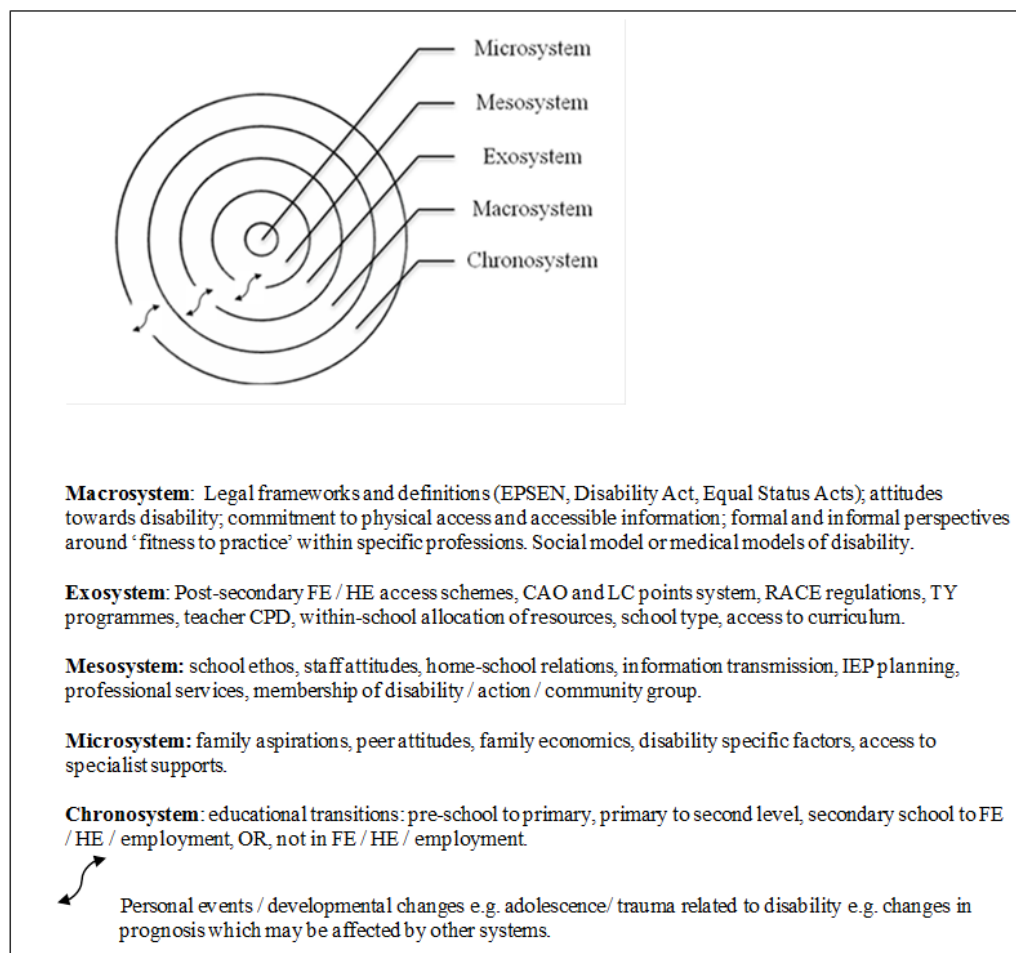 Microsystem
Mesosystem
Exosystem
Macrosystem
Chronosystem
Macrosystem: Legal frameworks and definitions (EPSEN, Disability Act, Equal Status Acts); attitudes
towards disability; commitment to physical access and accessible information; formal and informal perspectives
around ‘fitness to practice’ within specific professions. Social model or medical models of disability.
Exosystem: Post-secondary FE / HE access schemes, CAO and LC points system, RACE regulations, TY
programmes, teacher CPD, within-school allocation of resources, school type, access to curriculum.
Mesosystem: school ethos, staff attitudes, home-school relations, information transmission, IEP planning,
professional services, membership of disability / action / community group.
Microsystem: family aspirations, peer attitudes, family economics, disability specific factors, access to
specialist supports.
Chronosystem: educational transitions: pre-school to primary, primary to second level, secondary school to FE
/ HE / employment, OR, not in FE / HE / employment.
Personal events / developmental changes e.g. adolescence/ trauma related to disability e.g. changes in
prognosis which may be affected by other systems.